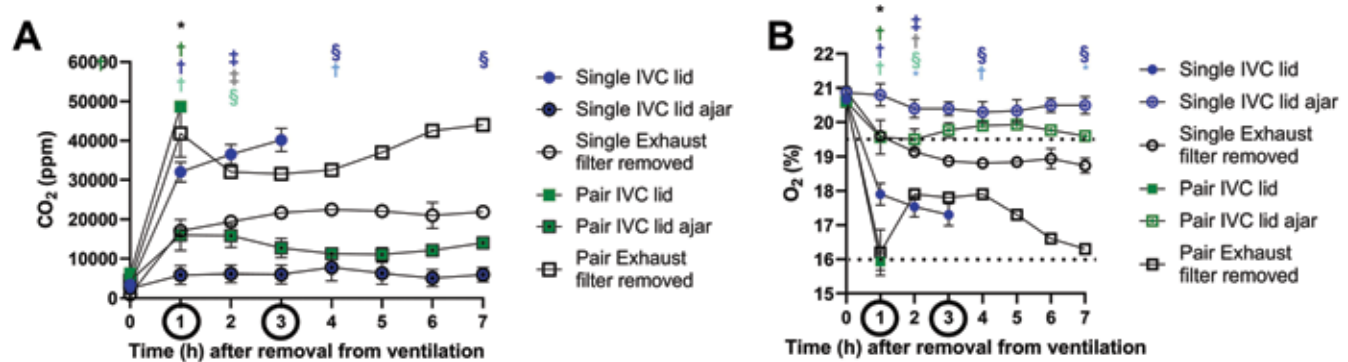 A
B
*
†
†
†
†
‡
‡
§
§
†
§
60000
50000
40000
30000
20000
10000
0
CO2 (ppm)
0 1 2 3 4 5 6 7
Time (h) after removal from ventilation
Single IVC lid
Single IVC lid ajar
Single Exhaust
filter removed
Pair IVC lid
Pair IVC lid ajar
Pair Exhaust
filter removed
*
†
†
†
‡
†
§
*
§
†
§
*
22
21
20
19
18
17
16
15
O2 (%)
0 1 2 3 4 5 6 7
Time (h) after removal from ventilation
Single IVC lid
Single IVC lid ajar
Single Exhaust
filter removed
Pair IVC lid
Pair IVC lid ajar
Pair Exhaust
filter removed